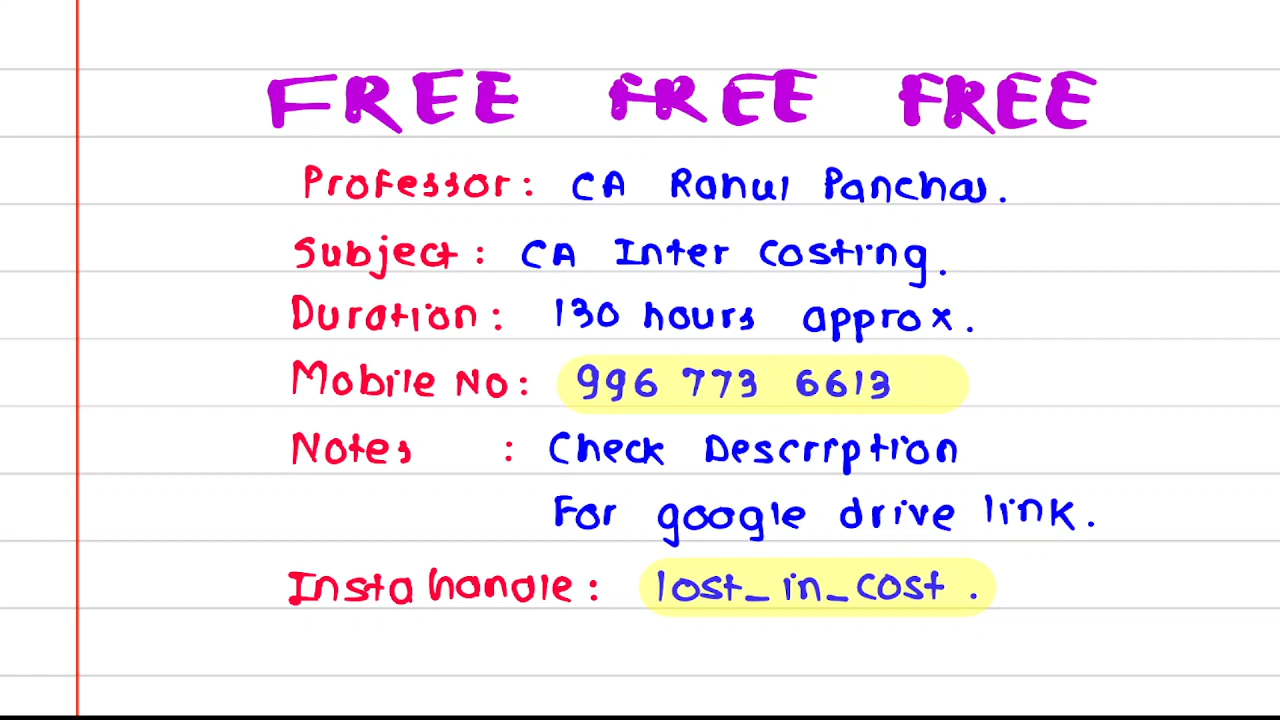 FREE FREE FREE
Professor: CA Rahul Panchal.
Subject: CA Inter Costing.
Duration: 130 hours approx.
Mobile No: 996 773 6613
Notes : Check Description
For google drive link.
Insta handle: lost_in_cost.